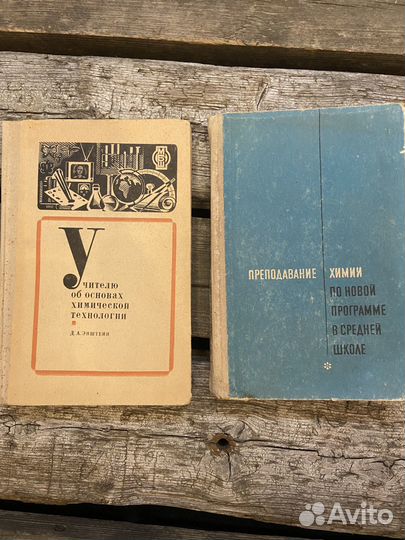 Учителю
об основах
химической
технологии
Д. А. Эпштейн
ПРЕПОДАВАНИЕ ХИМИИ
ПО НОВОЙ
ПРОГРАММЕ
В СРЕДНЕЙ
ШКОЛЕ
*
Avito